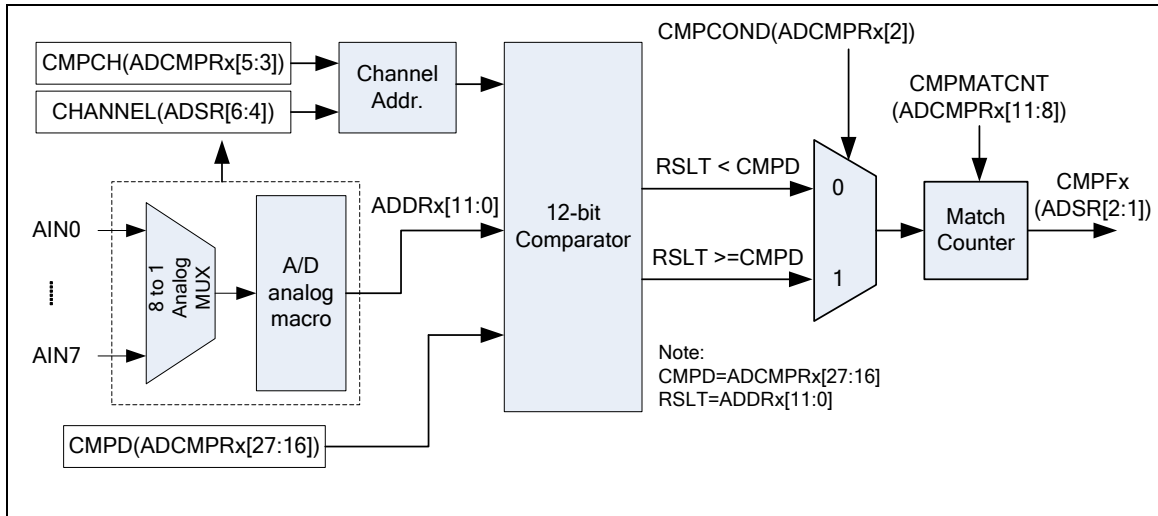 CMPCH(ADCMPRx[5:3])
CHANNEL(ADSR[6:4])
Channel
Addr.
CMPCOND(ADCMPRx[2])
CMPMATCNT
(ADCMPRx[11:8])
AIN0
AIN7
8 to 1
Analog
MUX
A/D
analog
macro
ADDRx[11:0]
12-bit
Comparator
RSLT < CMPD
RSLT >=CMPD
0
1
Match
Counter
CMPFx
(ADSR[2:1])
CMPD(ADCMPRx[27:16])
Note:
CMPD=ADCMPRx[27:16]
RSLT=ADDRx[11:0]